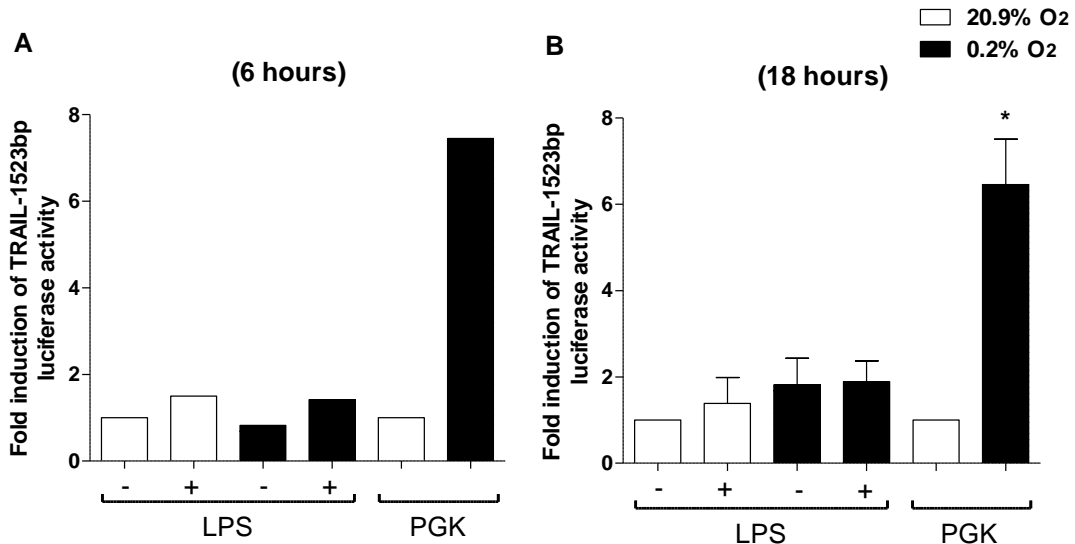 20.9% O2
0.2% O2
A
(6 hours)
Fold induction of TRAIL-1523bp
luciferase activity
8
6
4
2
0
- + - +
LPS
PGK
B
(18 hours)
Fold induction of TRAIL-1523bp
luciferase activity
8
6
4
2
0
*
- + - +
LPS
PGK